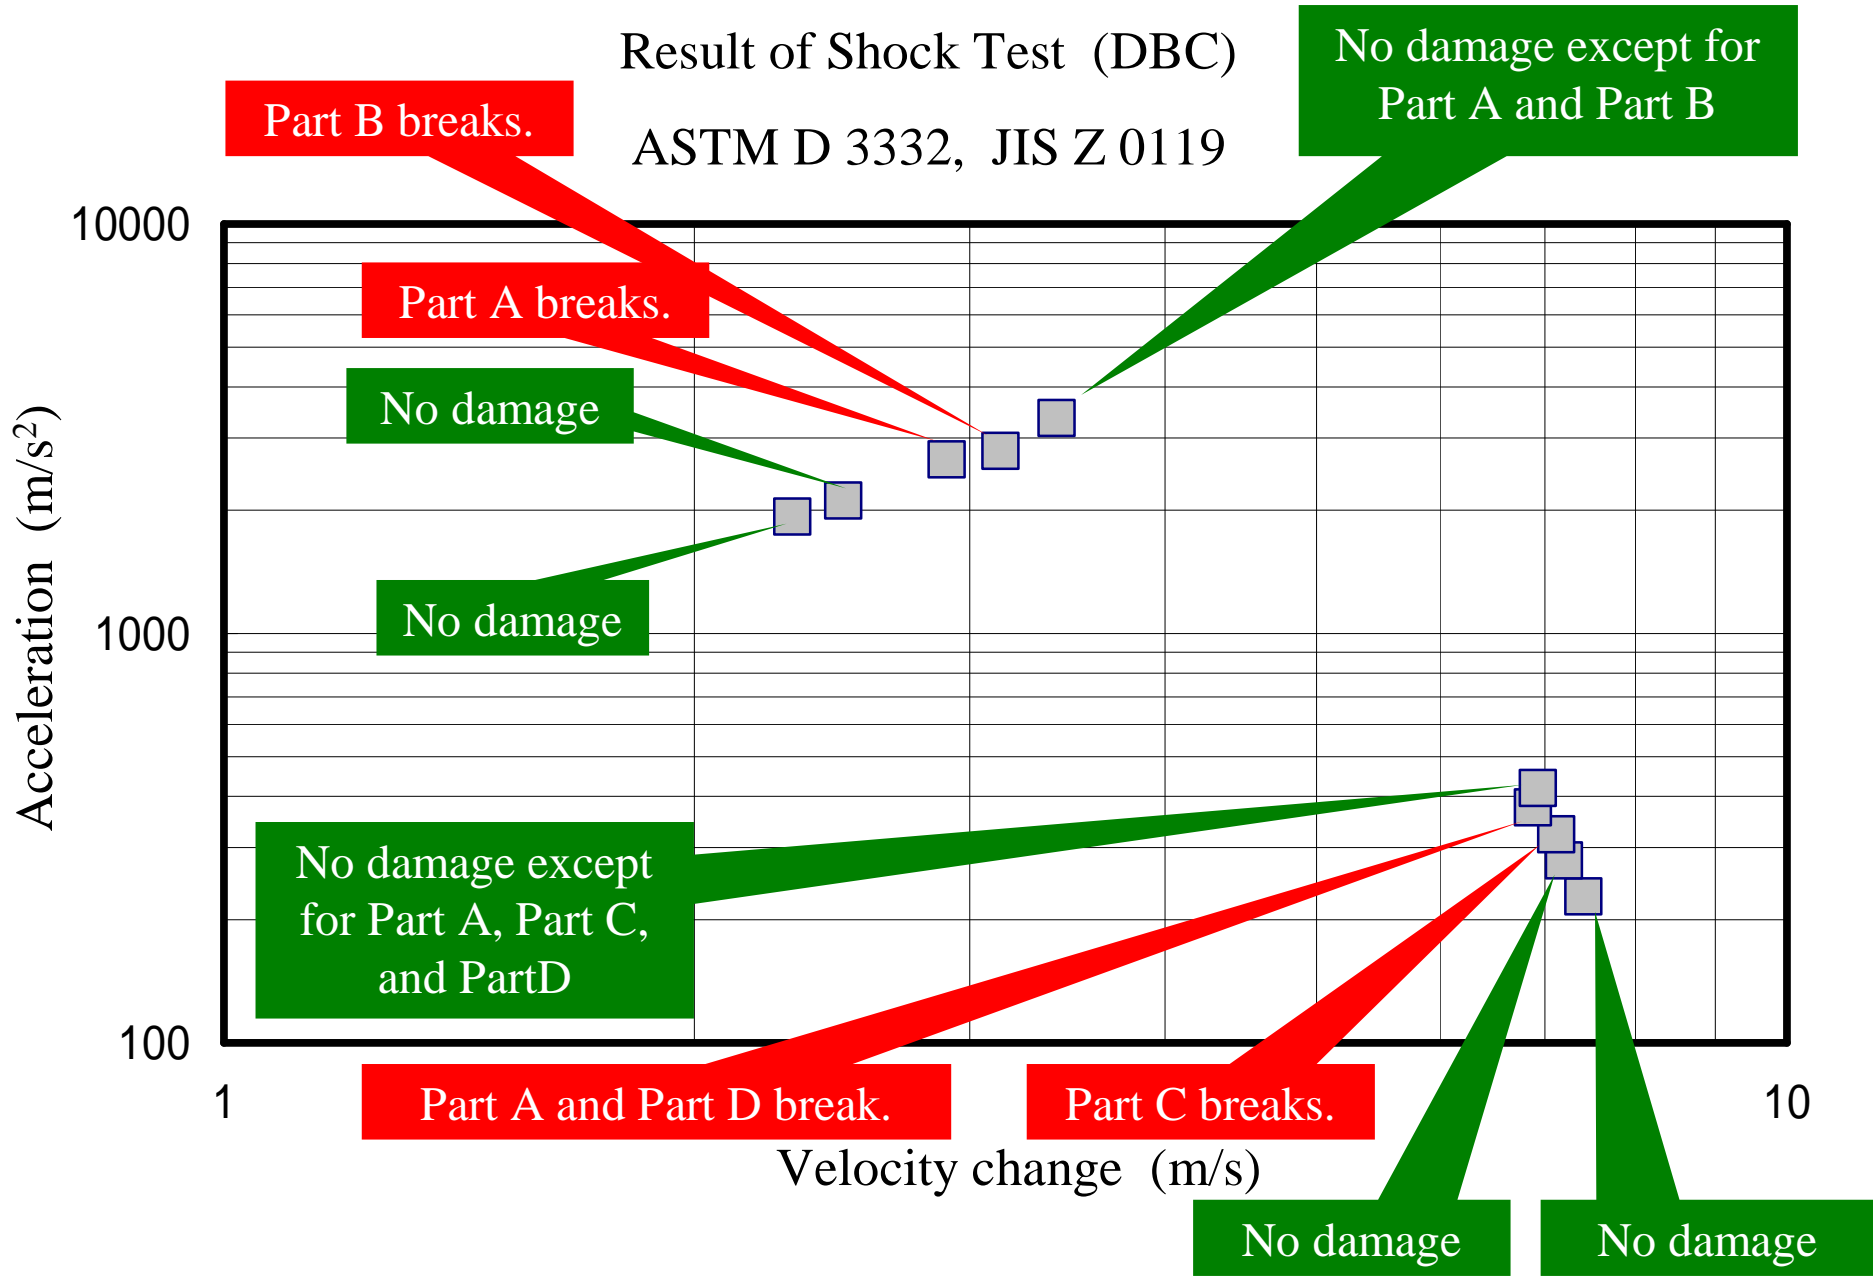 Result of Shock Test (DBC)
ASTM D 3332, JIS Z 0119
No damage except for
Part A and Part B
Part B breaks.
Part A breaks.
No damage
No damage
10000
1000
100
Acceleration (m/s²)
No damage except
for Part A, Part C,
and PartD
1
10
Part A and Part D break.
Part C breaks.
Velocity change (m/s)
No damage
No damage